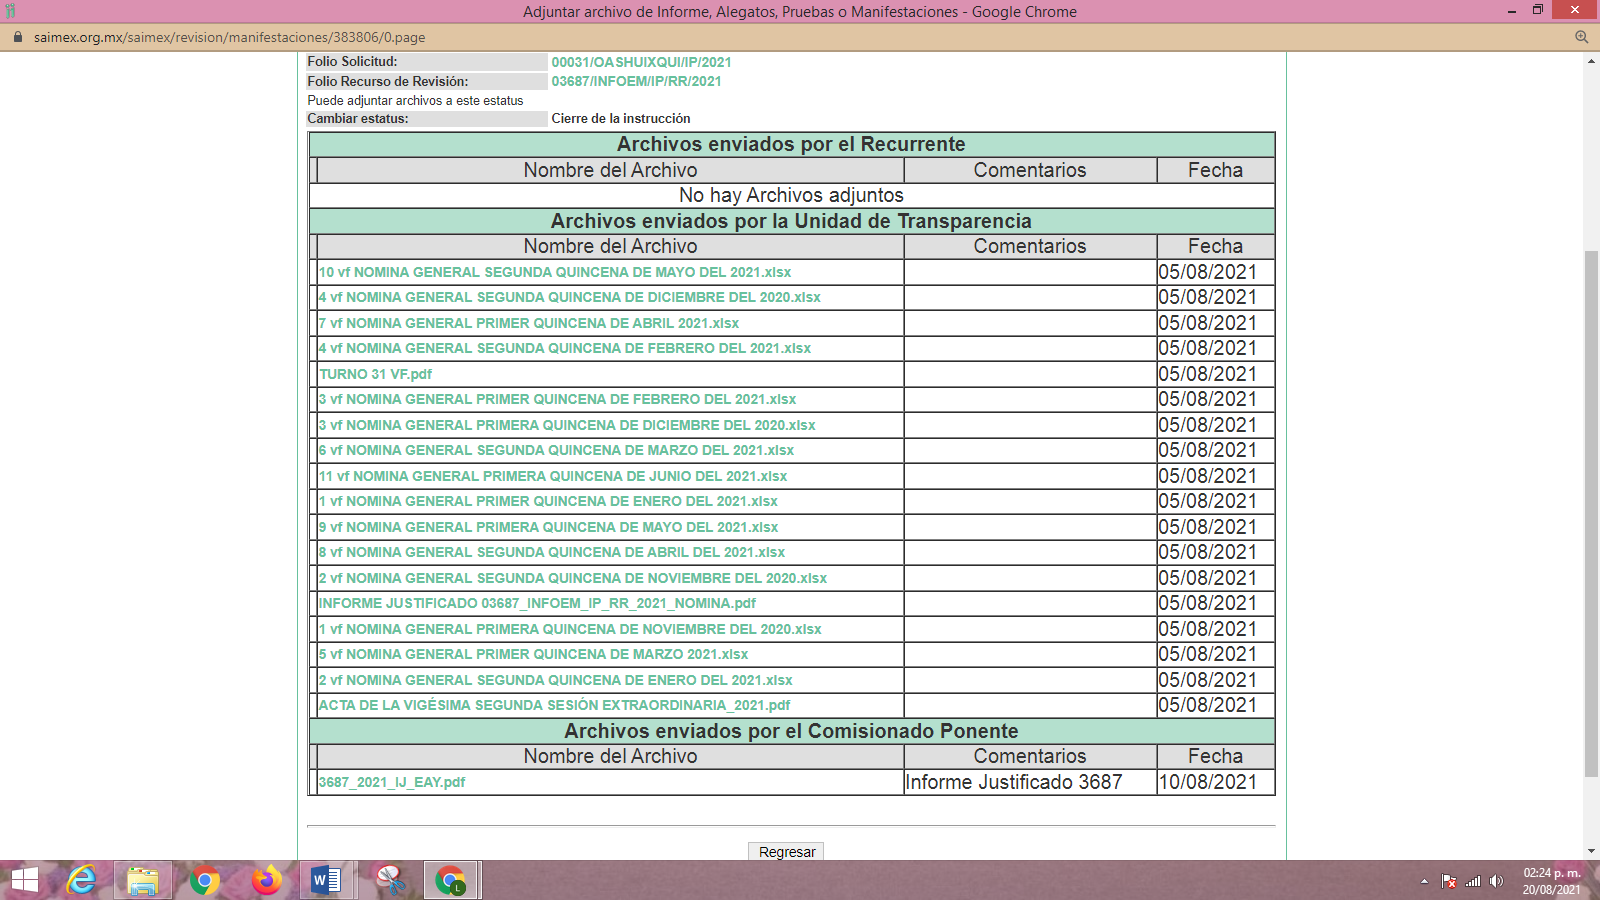 Adjuntar archivo de Informe, Alegatos, Pruebas o Manifestaciones - Google Chrome
saimex.org.mx/saimex/revision/manifestaciones/383806/0.page
Folio Solicitud: 00031/OASHUIXQUI/IP/2021
Folio Recurso de Revisión: 03687/INFOEM/IP/RR/2021
Puede adjuntar archivos a este estatus
Cambiar estatus: Cierre de la instrucción
Archivos enviados por el Recurrente
Nombre del Archivo Comentarios Fecha
No hay Archivos adjuntos
Archivos enviados por la Unidad de Transparencia
Nombre del Archivo Comentarios Fecha
10 vf NOMINA GENERAL SEGUNDA QUINCENA DE MAYO DEL 2021.xlsx 05/08/2021
4 vf NOMINA GENERAL SEGUNDA QUINCENA DE DICIEMBRE DEL 2020.xlsx 05/08/2021
7 vf NOMINA GENERAL PRIMER QUINCENA DE ABRIL 2021.xlsx 05/08/2021
4 vf NOMINA GENERAL SEGUNDA QUINCENA DE FEBRERO DEL 2021.xlsx 05/08/2021
TURNO 31 VF.pdf 05/08/2021
3 vf NOMINA GENERAL PRIMER QUINCENA DE FEBRERO DEL 2021.xlsx 05/08/2021
3 vf NOMINA GENERAL PRIMERA QUINCENA DE DICIEMBRE DEL 2020.xlsx 05/08/2021
6 vf NOMINA GENERAL SEGUNDA QUINCENA DE MARZO DEL 2021.xlsx 05/08/2021
11 vf NOMINA GENERAL PRIMERA QUINCENA DE JUNIO DEL 2021.xlsx 05/08/2021
1 vf NOMINA GENERAL PRIMER QUINCENA DE ENERO DEL 2021.xlsx 05/08/2021
9 vf NOMINA GENERAL PRIMERA QUINCENA DE MAYO DEL 2021.xlsx 05/08/2021
8 vf NOMINA GENERAL SEGUNDA QUINCENA DE ABRIL DEL 2021.xlsx 05/08/2021
2 vf NOMINA GENERAL SEGUNDA QUINCENA DE NOVIEMBRE DEL 2020.xlsx 05/08/2021
INFORME JUSTIFICADO 03687_INFOEM_IP_RR_2021_NOMINA.pdf 05/08/2021
1 vf NOMINA GENERAL PRIMERA QUINCENA DE NOVIEMBRE DEL 2020.xlsx 05/08/2021
5 vf NOMINA GENERAL PRIMER QUINCENA DE MARZO 2021.xlsx 05/08/2021
2 vf NOMINA GENERAL SEGUNDA QUINCENA DE ENERO DEL 2021.xlsx 05/08/2021
ACTA DE LA VIGÉSIMA SEGUNDA SESIÓN EXTRAORDINARIA_2021.pdf 05/08/2021
Archivos enviados por el Comisionado Ponente
Nombre del Archivo Comentarios Fecha
3687_2021_IJ_EAY.pdf Informe Justificado 3687 10/08/2021
Regresar
02:24 p. m.
20/08/2021